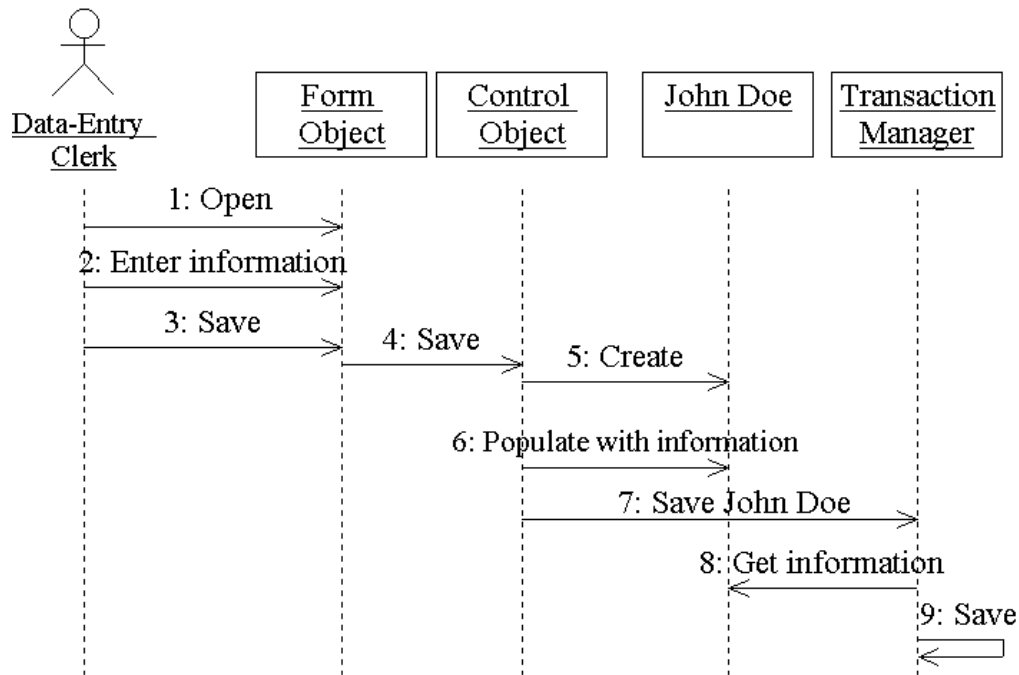 Data-Entry
Clerk
Form
Object
Control
Object
John Doe
Transaction
Manager
1: Open
2: Enter information
3: Save
4: Save
5: Create
6: Populate with information
7: Save John Doe
8: Get information
9: Save